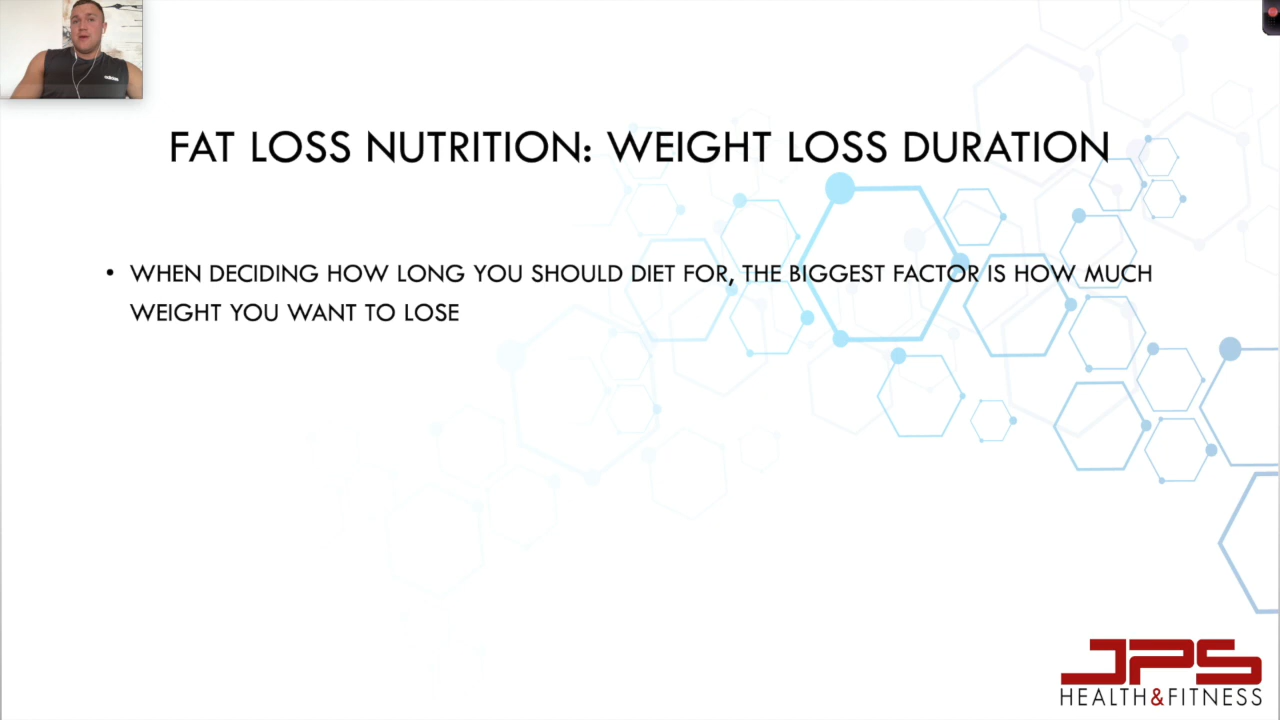 FAT LOSS NUTRITION: WEIGHT LOSS DURATION
• WHEN DECIDING HOW LONG YOU SHOULD DIET FOR, THE BIGGEST FACTOR IS HOW MUCH
WEIGHT YOU WANT TO LOSE
JPS
HEALTH&FITNESS